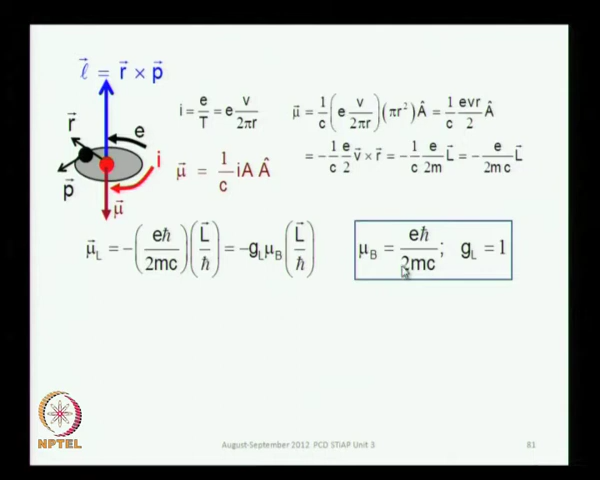 ℓ⃗ = r⃗ × p⃗
r⃗
e
i
p⃗
μ⃗
i = e/T = e v/2πr
μ⃗ = 1/c iA Â
μ⃗ = 1/c (e v/2πr)(πr²) Â = 1/c evr/2 Â
= −1/c e/2 v⃗ × r⃗ = −1/c e/2m L⃗ = − e/2mc L⃗
μ⃗_L = −(eħ/2mc)(L⃗/ħ) = −g_L μ_B (L⃗/ħ)
μ_B = eħ/2mc ; g_L = 1
NPTEL
August-September 2012 PCD STIAP Unit 3
81